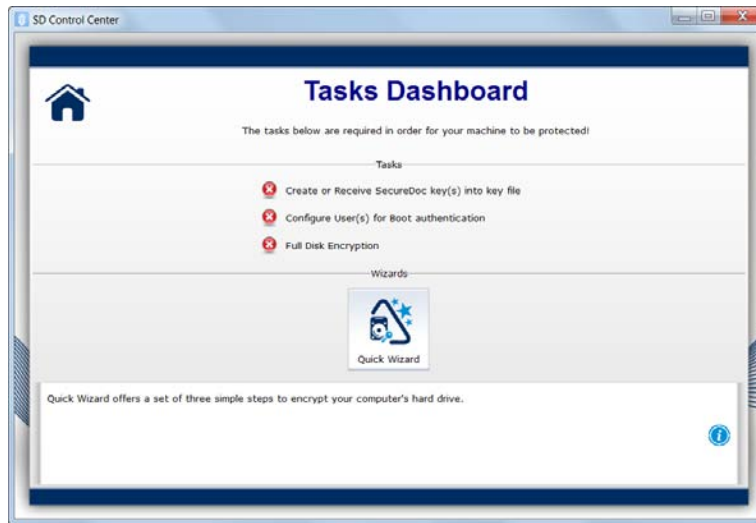 SD Control Center
Tasks Dashboard
The tasks below are required in order for your machine to be protected!
Tasks
Create or Receive SecureDoc key(s) into key file
Configure User(s) for Boot authentication
Full Disk Encryption
Wizards
Quick Wizard
Quick Wizard offers a set of three simple steps to encrypt your computer's hard drive.